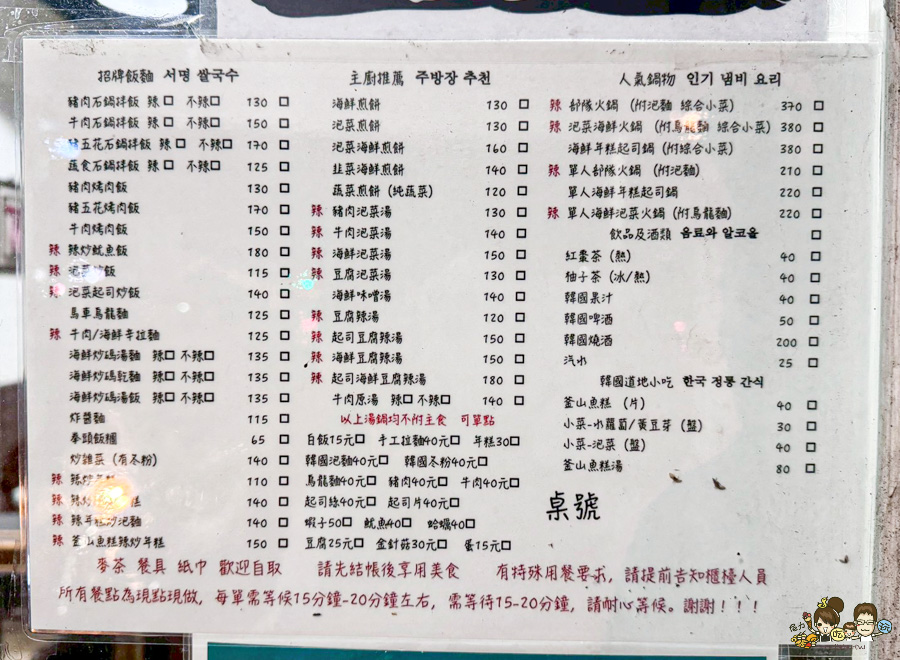 招牌飯麵 서명 쌀국수
豬肉石鍋拌飯 辣□ 不辣□ 130 □
牛肉石鍋拌飯 辣□ 不辣□ 150 □
豬五花石鍋拌飯 辣□ 不辣□ 170 □
蔬食石鍋拌飯 辣□ 不辣□ 125 □
豬肉烤肉飯 130 □
豬五花烤肉飯 170 □
牛肉烤肉飯 150 □
辣 辣炒魷魚飯 180 □
辣 泡菜炒飯 115 □
辣 泡菜起司炒飯 140 □
馬車烏龍麵 125 □
辣 牛肉/海鮮辛拉麵 125 □
海鮮炒碼湯麵 辣□ 不辣□ 135 □
海鮮炒碼乾麵 辣□ 不辣□ 135 □
海鮮炒碼湯飯 辣□ 不辣□ 135 □
炸醬麵 115 □
拳頭飯糰 65 □
炒雜菜 (有冬粉) 140 □
辣 辣炒年糕 110 □
辣 辣炒 糕 140 □
辣 辣年糕炒泡麵 140 □
辣 釜山魚糕辣炒年糕 150 □
主廚推薦 주방장 추천
海鮮煎餅 130 □
泡菜煎餅 130 □
泡菜海鮮煎餅 160 □
韭菜海鮮煎餅 140 □
蔬菜煎餅 (純蔬菜) 120 □
辣 豬肉泡菜湯 130 □
辣 牛肉泡菜湯 140 □
辣 海鮮泡菜湯 150 □
辣 豆腐泡菜湯 130 □
海鮮味噌湯 140 □
辣 豆腐辣湯 120 □
辣 起司豆腐辣湯 150 □
辣 海鮮豆腐辣湯 150 □
辣 起司海鮮豆腐辣湯 180 □
牛肉原湯 辣□ 不辣□ 140 □
以上湯鍋均不附主食 可單點
白飯15元□ 手工拉麵40元□ 年糕30□
韓國泡麵40元□ 韓國冬粉40元□
烏龍麵40元□ 豬肉40元□ 牛肉40元□
起司絲40元□ 起司片40元□
蝦子50□ 魷魚40□ 蛤蠣40□
豆腐25元□ 金針菇30元□ 蛋15元□
人氣鍋物 인기 냄비 요리
辣 部隊火鍋 (附泡麵 綜合小菜) 370 □
辣 泡菜海鮮火鍋 (附烏龍麵 綜合小菜) 380 □
海鮮年糕起司鍋 (附綜合小菜) 380 □
辣 單人部隊火鍋 (附泡麵) 210 □
單人海鮮年糕起司鍋 220 □
辣 單人海鮮泡菜火鍋 (附烏龍麵) 220 □
飲品及酒類 음료와 알코올 □
紅棗茶 (熱) 40 □
柚子茶 (冰/熱) 40 □
韓國果汁 40 □
韓國啤酒 50 □
韓國燒酒 200 □
汽水 25 □
韓國道地小吃 한국 정통 간식
釜山魚糕 (片) 40 □
小菜-水蘿蔔/黃豆芽 (盤) 30 □
小菜-泡菜 (盤) 40 □
釜山魚糕湯 80 □
桌號
麥茶 餐具 紙巾 歡迎自取 請先結帳後享用美食 有特殊用餐要求，請提前告知櫃檯人員
所有餐點為現點現做，每單需等候15分鐘-20分鐘左右，需等待15-20分鐘，請耐心等候。謝謝！！！